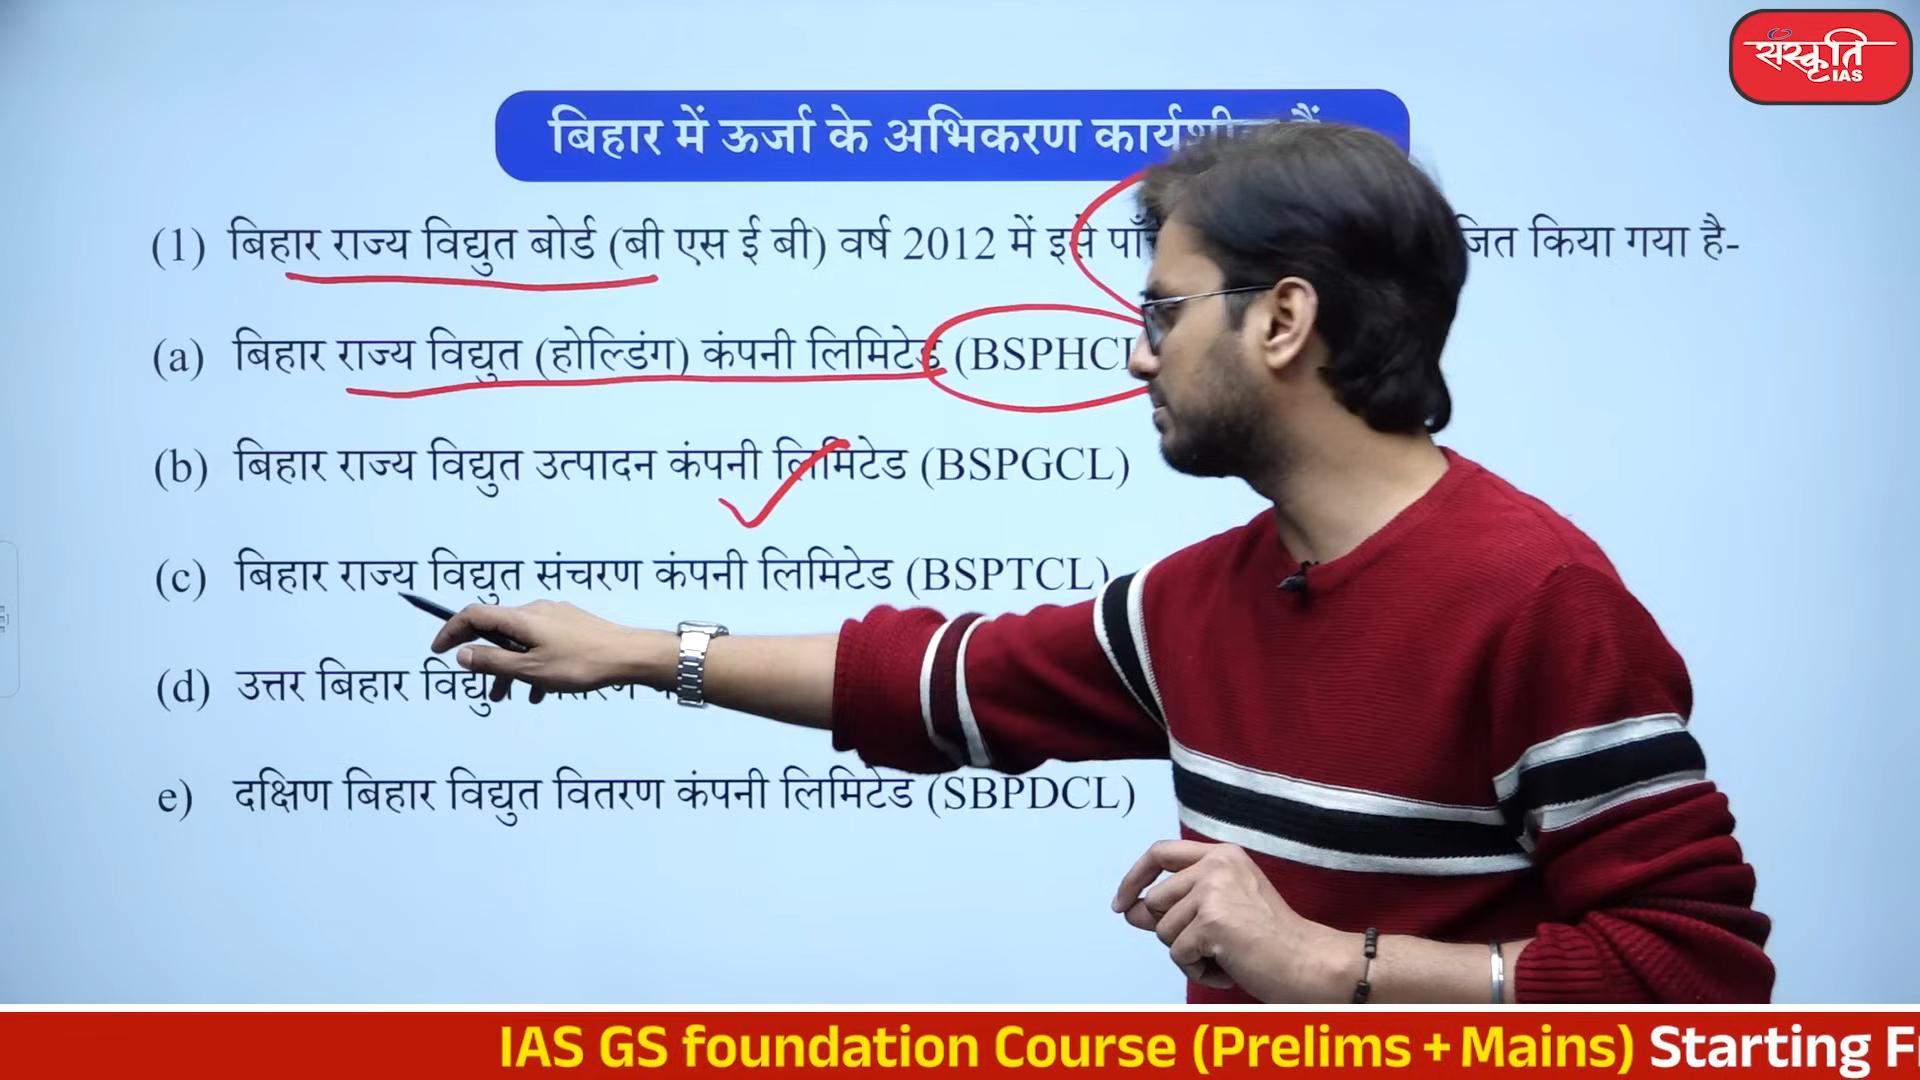 संस्कृति
IAS
बिहार में ऊर्जा के अभिकरण
(1) बिहार राज्य विद्युत बोर्ड (बी एस ई बी) वर्ष 2012 में इसे किया गया है-
(a) बिहार राज्य विद्युत (होल्डिंग) कंपनी लिमिटेड (BSPHCL
(b) बिहार राज्य विद्युत उत्पादन कंपनी लिमिटेड (BSPGCL)
(c) बिहार राज्य विद्युत संचरण कंपनी लिमिटेड (BSPTCL)
(d) उत्तर बिहार विद्युत
e) दक्षिण बिहार विद्युत वितरण कंपनी लिमिटेड (SBPDCL)
IAS GS foundation Course (Prelims + Mains) Starting